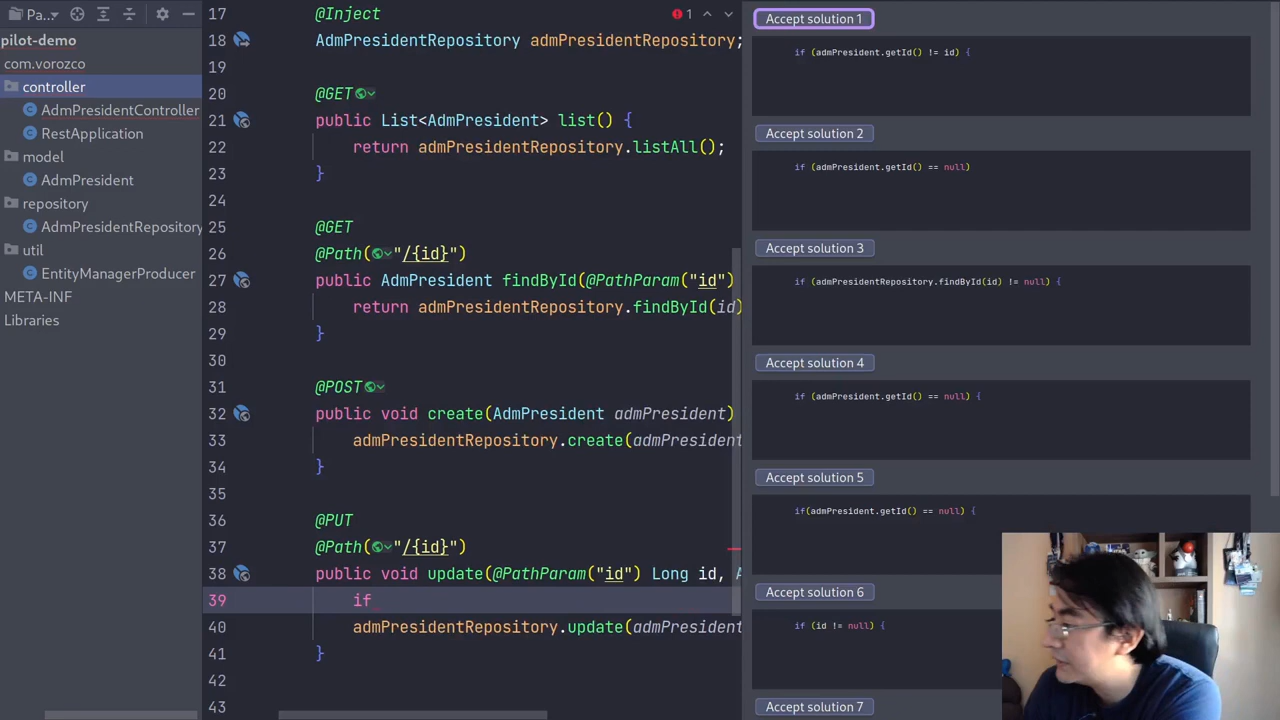 Pa...
pilot-demo
com.vorozco
controller
AdmPresidentController
RestApplication
model
AdmPresident
repository
AdmPresidentRepository
util
EntityManagerProducer
META-INF
Libraries
1
17 @Inject
18 AdmPresidentRepository admPresidentRepository;
19
20 @GET
21 public List<AdmPresident> list() {
22 return admPresidentRepository.listAll();
23 }
24
25 @GET
26 @Path("/{id}")
27 public AdmPresident findById(@PathParam("id")
28 return admPresidentRepository.findById(id)
29 }
30
31 @POST
32 public void create(AdmPresident admPresident)
33 admPresidentRepository.create(admPresident
34 }
35
36 @PUT
37 @Path("/{id}")
38 public void update(@PathParam("id") Long id, A
39 if
40 admPresidentRepository.update(admPresident
41 }
42
43
Accept solution 1
if (admPresident.getId() != id) {
Accept solution 2
if (admPresident.getId() == null)
Accept solution 3
if (admPresidentRepository.findById(id) != null) {
Accept solution 4
if (admPresident.getId() == null) {
Accept solution 5
if(admPresident.getId() == null) {
Accept solution 6
if (id != null) {
Accept solution 7